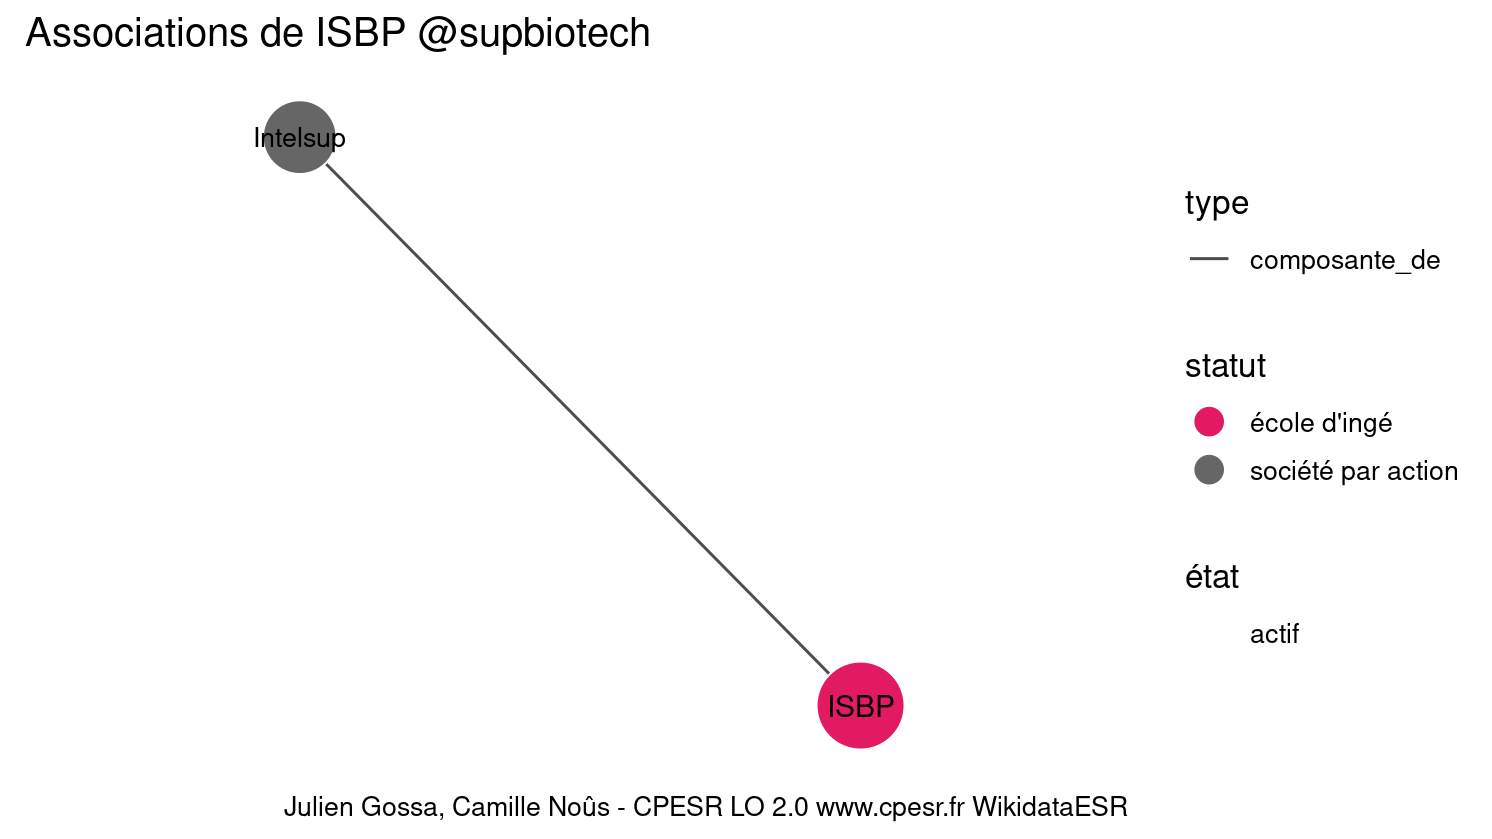 Associations de ISBP @supbiotech
Intelsup
ISBP
type
composante_de
statut
école d'ingé
société par action
état
actif
Julien Gossa, Camille Noûs - CPESR LO 2.0 www.cpesr.fr WikidataESR